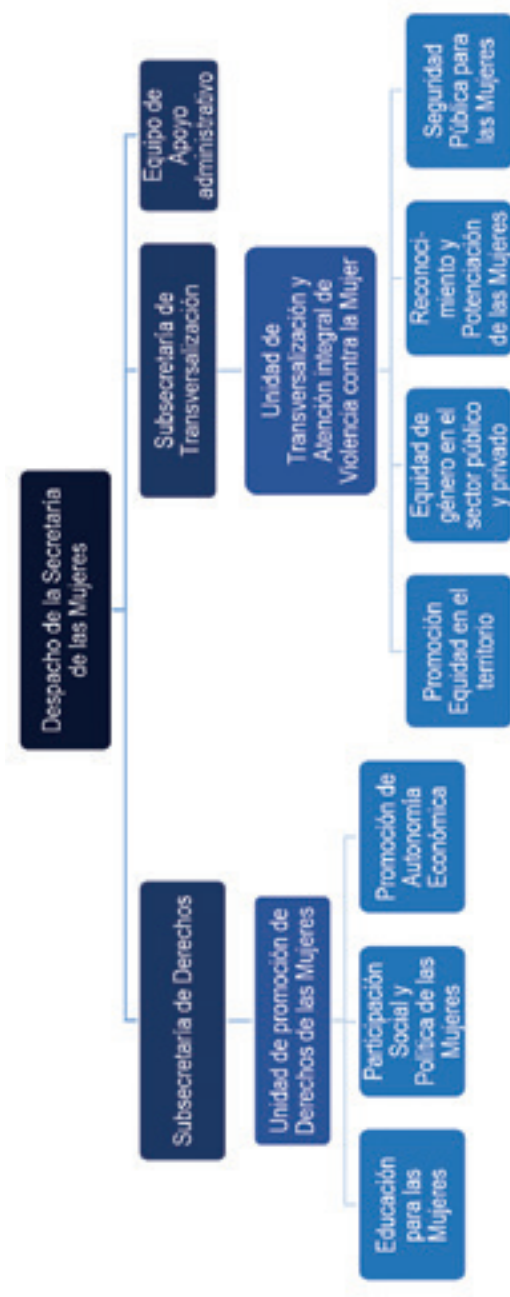 Despacho de la Secretaria
de las Mujeres
Subsecretaría de Derechos
Subsecretaría de
Transversalización
Equipo de
Apoyo
administrativo
Unidad de promoción de
Derechos de las Mujeres
Unidad de
Transversalización y
Atención integral de
Violencia contra la Mujer
Educación
para las
Mujeres
Participación
Social y
Política de las
Mujeres
Promoción de
Autonomía
Económica
Promoción
Equidad en el
territorio
Equidad de
género en el
sector público
y privado
Reconoci-
miento y
Potenciación
de las Mujeres
Seguridad
Pública para
las Mujeres